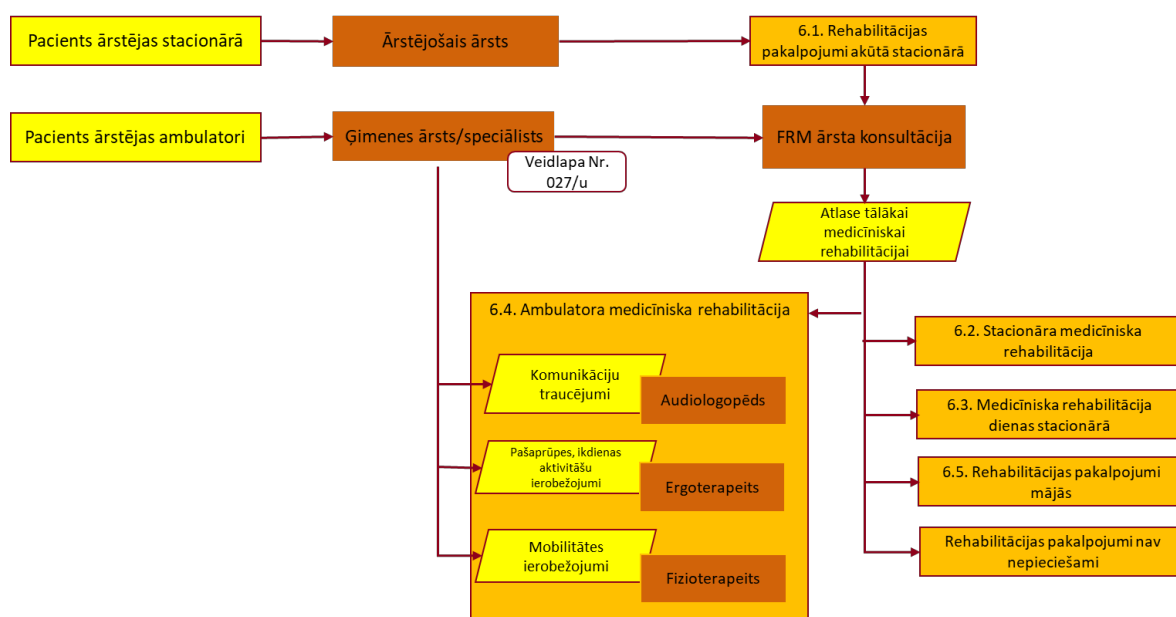 Pacients ārstējas stacionārā
Ārstējošais ārsts
6.1. Rehabilitācijas
pakalpojumi akūtā stacionārā
Pacients ārstējas ambulatori
Ģimenes ārsts/speciālists
FRM ārsta konsultācija
Veidlapa Nr.
027/u
Atlase tālākai
medicīniskai
rehabilitācijai
6.4. Ambulatora medicīniska rehabilitācija
Komunikāciju
traucējumi
Audiologopēds
Pašaprūpes, ikdienas
aktivitāšu
ierobežojumi
Ergoterapeits
Mobilitātes
ierobežojumi
Fizioterapeits
6.2. Stacionāra medicīniska
rehabilitācija
6.3. Medicīniska rehabilitācija
dienas stacionārā
6.5. Rehabilitācijas pakalpojumi
mājās
Rehabilitācijas pakalpojumi nav
nepieciešami